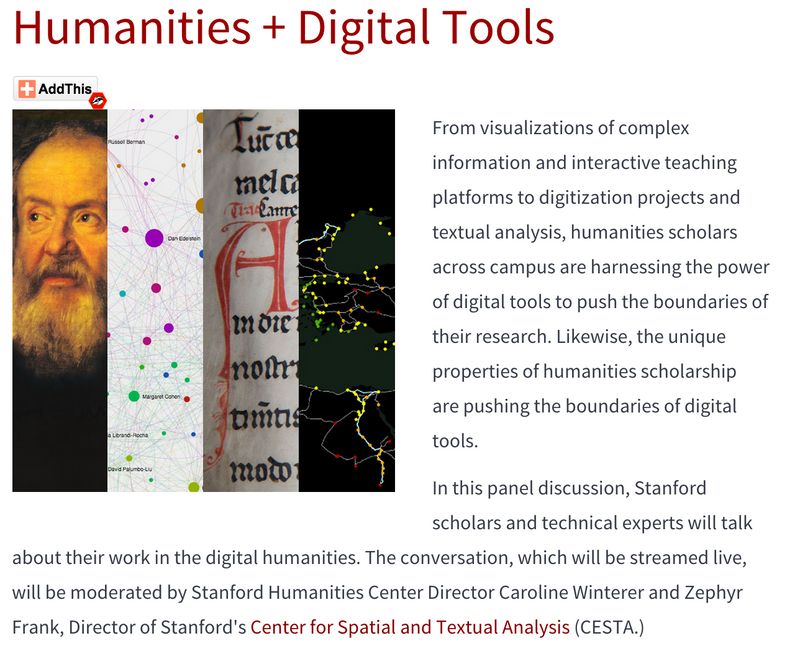 Humanities + Digital Tools
AddThis
Russell Berman
Dan Edelstein
Margaret Cohen
a Librandi-Rocha
David Palumbo-Liu
From visualizations of complex
information and interactive teaching
platforms to digitization projects and
textual analysis, humanities scholars
across campus are harnessing the power
of digital tools to push the boundaries of
their research. Likewise, the unique
properties of humanities scholarship
are pushing the boundaries of digital
tools.
In this panel discussion, Stanford
scholars and technical experts will talk
about their work in the digital humanities. The conversation, which will be streamed live,
will be moderated by Stanford Humanities Center Director Caroline Winterer and Zephyr
Frank, Director of Stanford's Center for Spatial and Textual Analysis (CESTA.)